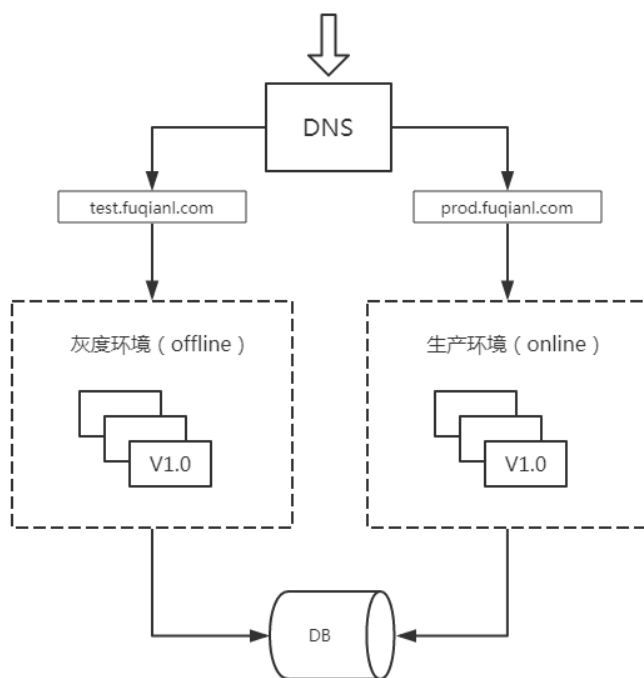 DNS
test.fuqianl.com
prod.fuqianl.com
灰度环境（offline）
生产环境（online）
V1.0
V1.0
DB